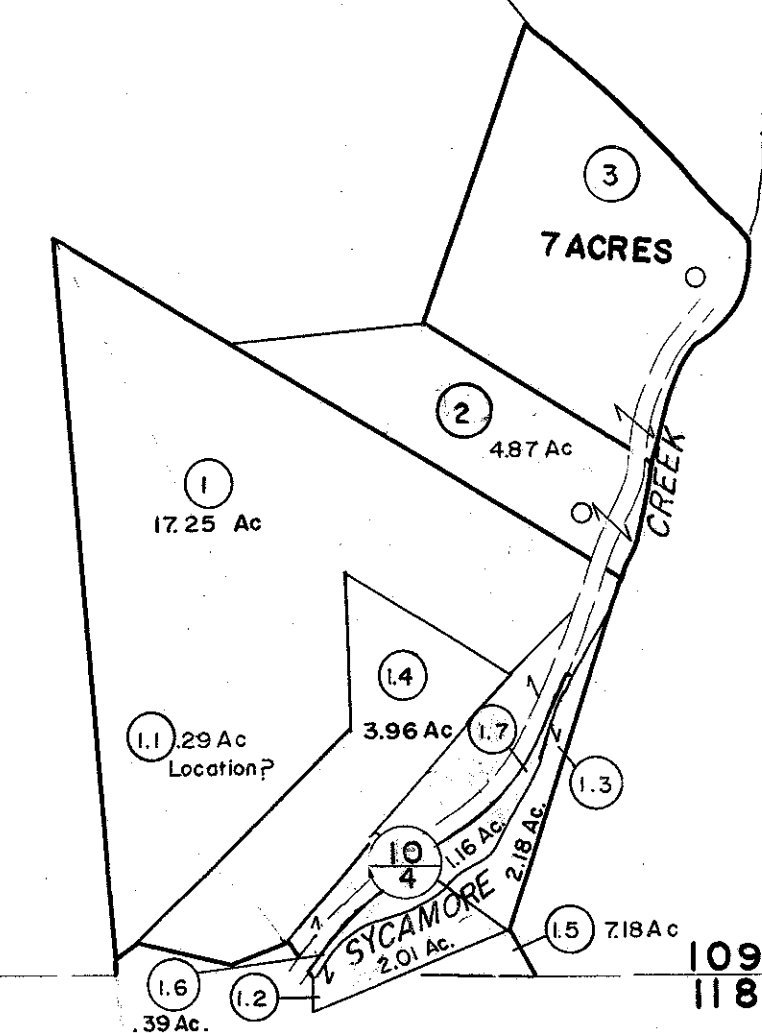 3
7 ACRES
2
4.87 Ac
CREEK
1
17.25 Ac
1.4
3.96 Ac
1.7
1.1 .29 Ac
Location?
1.3
10
4
1.16 Ac.
2.18 Ac.
SYCAMORE
2.01 Ac.
1.5 7.18 Ac
109
118
1.6
.39 Ac.
1.2